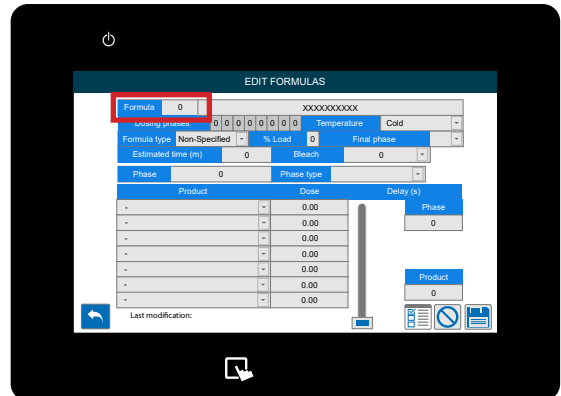 EDIT FORMULAS
Formula 0 XXXXXXXXXX
Dosing phases 0 0 0 0 0 0 0 0 Temperature Cold
Formula type Non-Specified % Load 0 Final phase
Estimated time (m) 0 Bleach 0
Phase 0 Phase type
Product Dose Delay (s)
- 0.00 Phase
- 0.00 0
- 0.00
- 0.00
- 0.00 Product
- 0.00 0
- 0.00
Last modification: